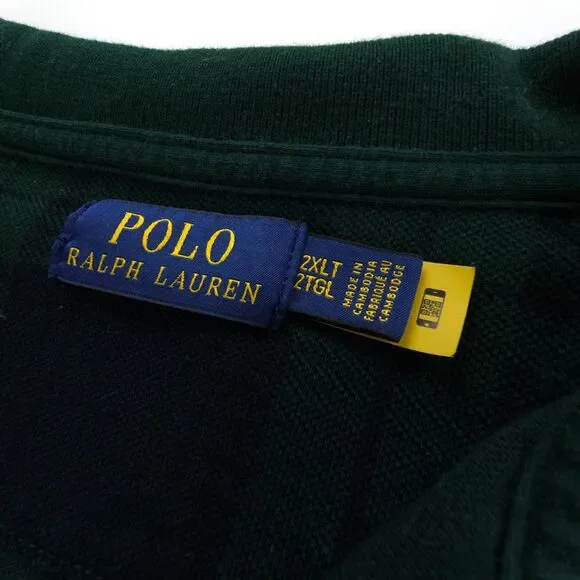 POLO
RALPH LAUREN
2XLT
2TGL
MADE IN
CAMBODIA
FABRIQUÉ AU
CAMBODGE